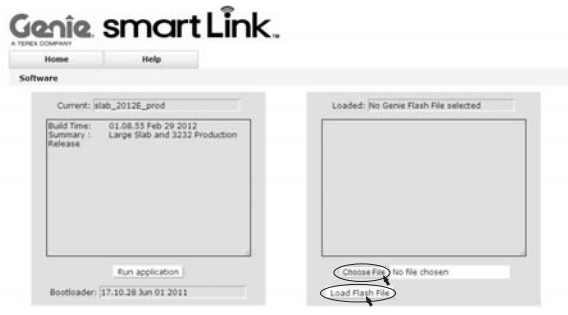 Genie smart Link™
A TEREX COMPANY
Home Help
Software
Current: slab_2012E_prod
Build Time: 01.08.55 Feb 29 2012
Summary : Large Slab and 3232 Production
Release
Run application
Bootloader: 17.10.28 Jun 01 2011
Loaded: No Genie Flash File selected
Choose File No file chosen
Load Flash File